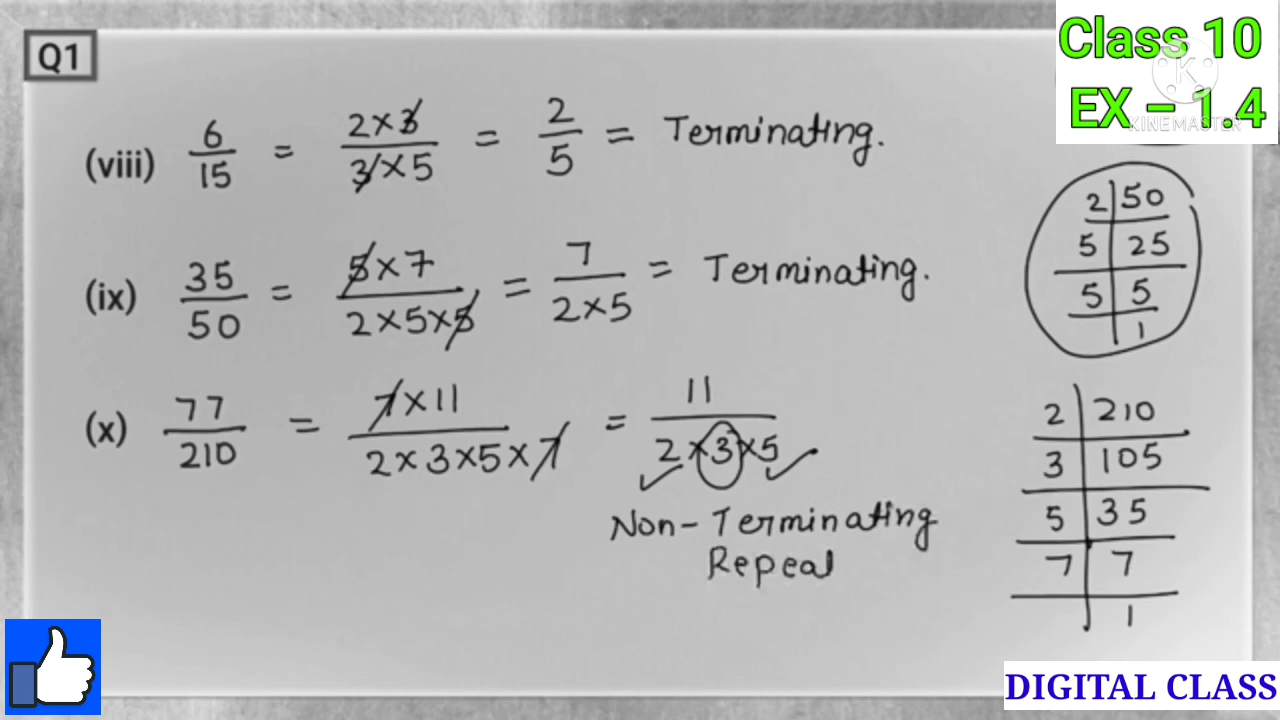 Q1
Class 10
EX – 1.4
KINEMASTER
(viii) 6/15 = 2×3/3×5 = 2/5 = Terminating.
(ix) 35/50 = 5×7/2×5×5 = 7/2×5 = Terminating.
(x) 77/210 = 7×11/2×3×5×7 = 11/2×3×5
Non-Terminating
Repeal
2|50
5|25
5|5
1
2|210
3|105
5|35
7|7
1
DIGITAL CLASS